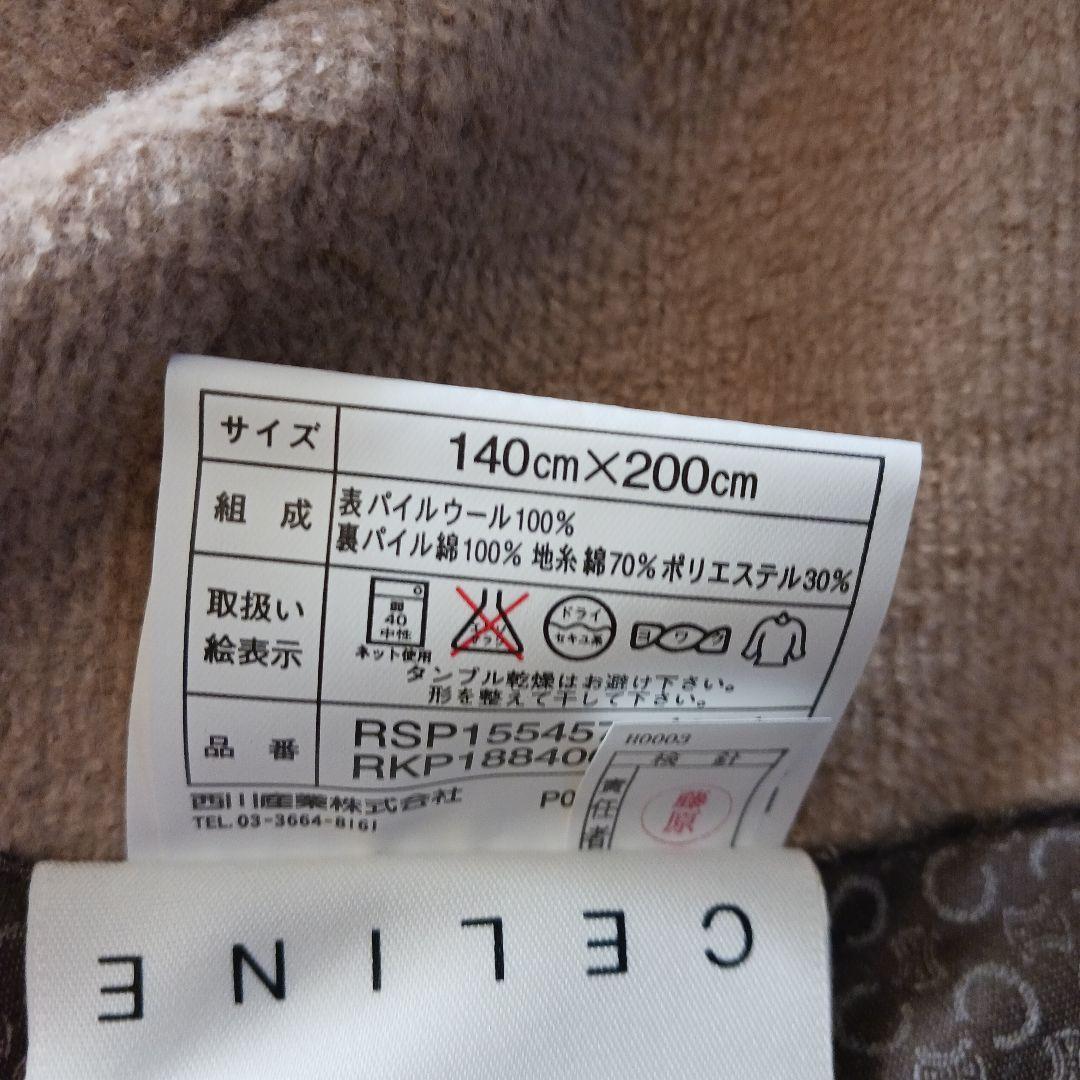 サイズ
140cm×200cm
組 成
表パイルウール100%
裏パイル綿100% 地糸 綿70%ポリエステル30%
取扱い
絵表示
40
中性
ネット使用
ドライ
セキユ系
ヨワク
タンブル乾燥はお避け下さい。
形を整えて干して下さい。
品 番
RSP155457
RKP188406
西川産業株式会社
P0
TEL.03-3664-8161
H0003
検 針
責任者
藤原
CELINE